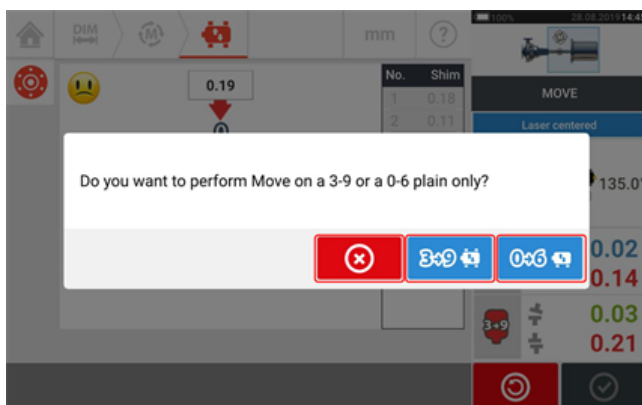 100% 28.08.2019 14:4
DIM
M
mm
?
0.19
No. Shim
1 0.18
2 0.11
MOVE
Laser centered
Do you want to perform Move on a 3-9 or a 0-6 plain only?
135.0°
3+9
0+6
0.02
0.14
3+9
0.03
0.21